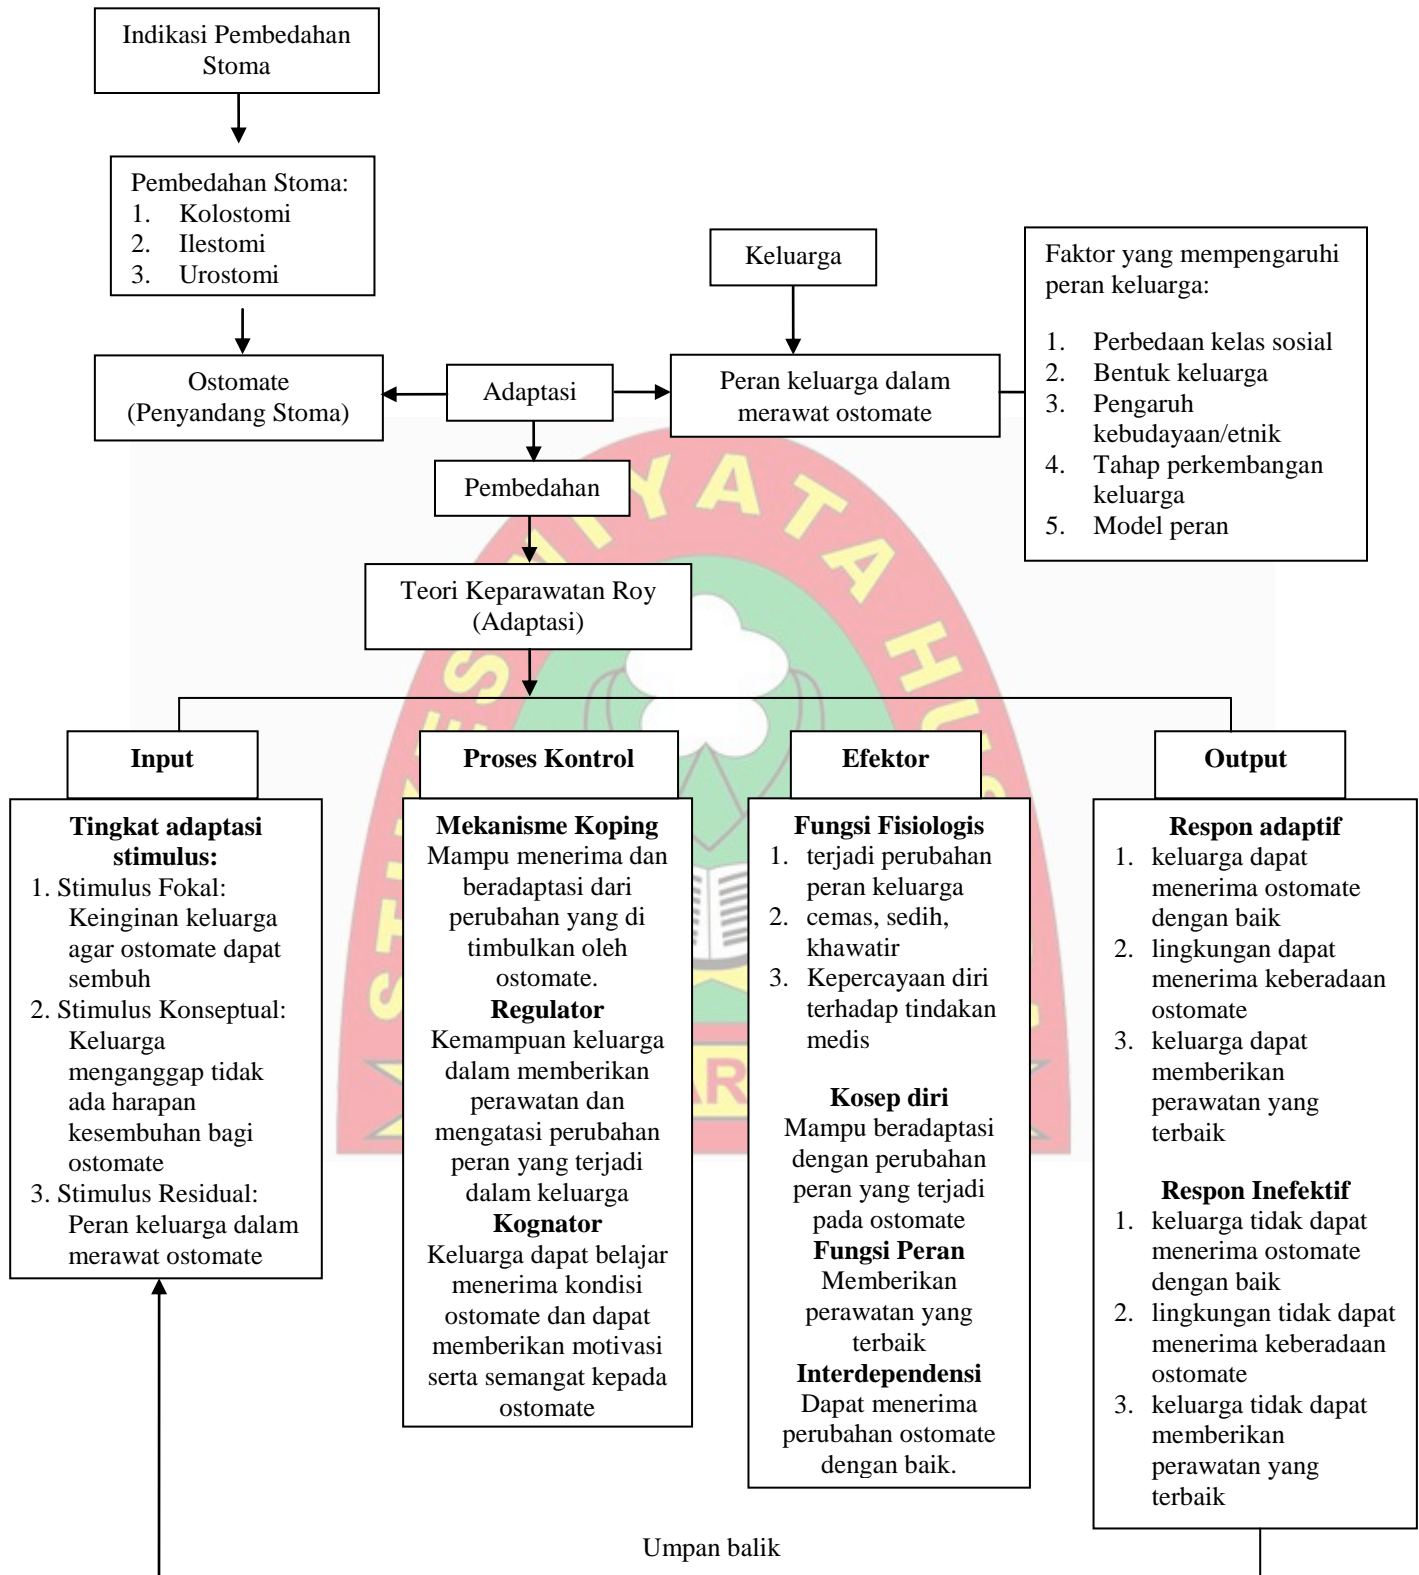 Indikasi Pembedahan
Stoma
Pembedahan Stoma:
1. Kolostomi
2. Ilestomi
3. Urostomi
Keluarga
Faktor yang mempengaruhi
peran keluarga:
1. Perbedaan kelas sosial
2. Bentuk keluarga
3. Pengaruh
kebudayaan/etnik
4. Tahap perkembangan
keluarga
5. Model peran
Ostomate
(Penyandang Stoma)
Adaptasi
Peran keluarga dalam
merawat ostomate
Pembedahan
Teori Keparawatan Roy
(Adaptasi)
Input
Tingkat adaptasi
stimulus:
1. Stimulus Fokal:
Keinginan keluarga
agar ostomate dapat
sembuh
2. Stimulus Konseptual:
Keluarga
menganggap tidak
ada harapan
kesembuhan bagi
ostomate
3. Stimulus Residual:
Peran keluarga dalam
merawat ostomate
Proses Kontrol
Mekanisme Koping
Mampu menerima dan
beradaptasi dari
perubahan yang di
timbulkan oleh
ostomate.
Regulator
Kemampuan keluarga
dalam memberikan
perawatan dan
mengatasi perubahan
peran yang terjadi
dalam keluarga
Kognator
Keluarga dapat belajar
menerima kondisi
ostomate dan dapat
memberikan motivasi
serta semangat kepada
ostomate
Efektor
Fungsi Fisiologis
1. terjadi perubahan
peran keluarga
2. cemas, sedih,
khawatir
3. Kepercayaan diri
terhadap tindakan
medis
Kosep diri
Mampu beradaptasi
dengan perubahan
peran yang terjadi
pada ostomate
Fungsi Peran
Memberikan
perawatan yang
terbaik
Interdependensi
Dapat menerima
perubahan ostomate
dengan baik.
Output
Respon adaptif
1. keluarga dapat
menerima ostomate
dengan baik
2. lingkungan dapat
menerima keberadaan
ostomate
3. keluarga dapat
memberikan
perawatan yang
terbaik
Respon Inefektif
1. keluarga tidak dapat
menerima ostomate
dengan baik
2. lingkungan tidak dapat
menerima keberadaan
ostomate
3. keluarga tidak dapat
memberikan
perawatan yang
terbaik
Umpan balik